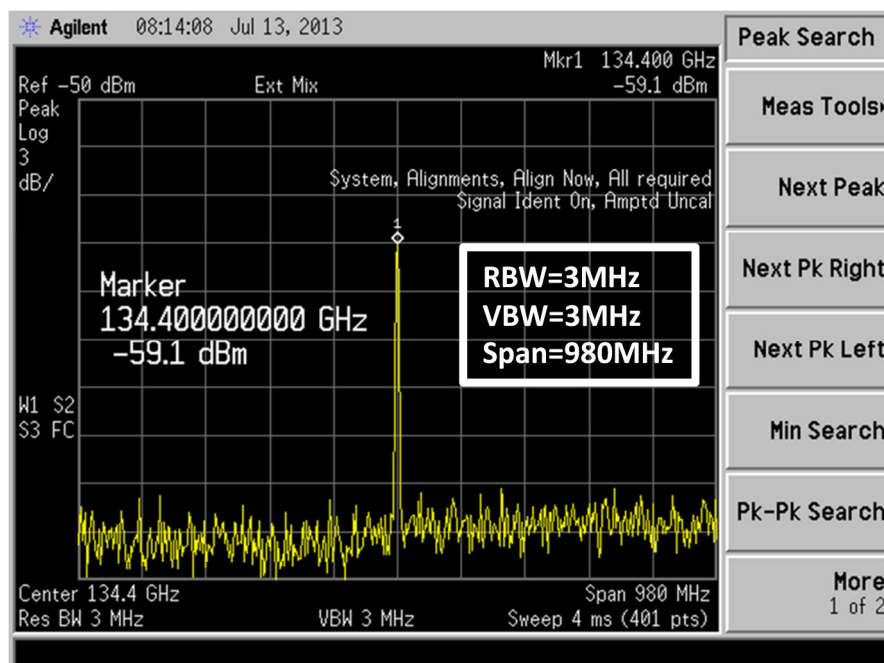 Agilent 08:14:08 Jul 13, 2013
Peak Search
Mkr1 134.400 GHz
Ref -50 dBm Ext Mix -59.1 dBm
Peak
Log
3
dB/
Meas Tools
System, Alignments, Align Now, All required
Signal Ident On, Amptd Uncal
Next Peak
1
Marker
134.400000000 GHz
-59.1 dBm
RBW=3MHz
VBW=3MHz
Span=980MHz
Next Pk Right
Next Pk Left
W1 S2
S3 FC
Min Search
Pk-Pk Search
Center 134.4 GHz Span 980 MHz
Res BW 3 MHz VBW 3 MHz Sweep 4 ms (401 pts)
More
1 of 2